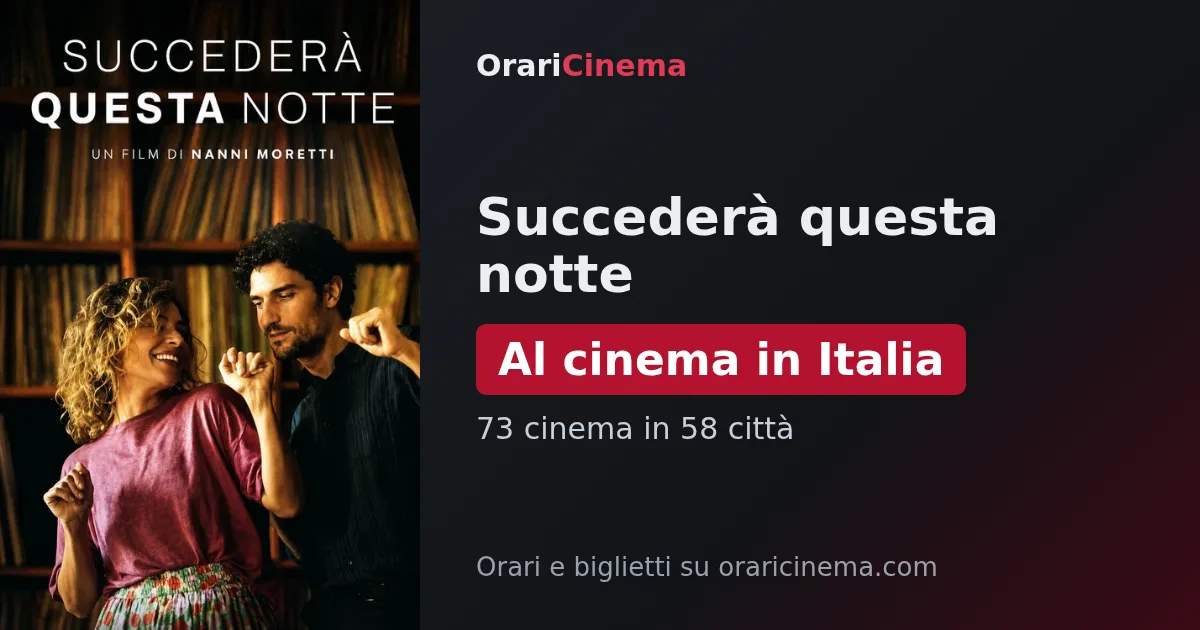 SUCCEDERÀ
QUESTA NOTTE
UN FILM DI NANNI MORETTI
OrariCinema
Succederà questa
notte
Al cinema in Italia
73 cinema in 58 città
Orari e biglietti su oraricinema.com